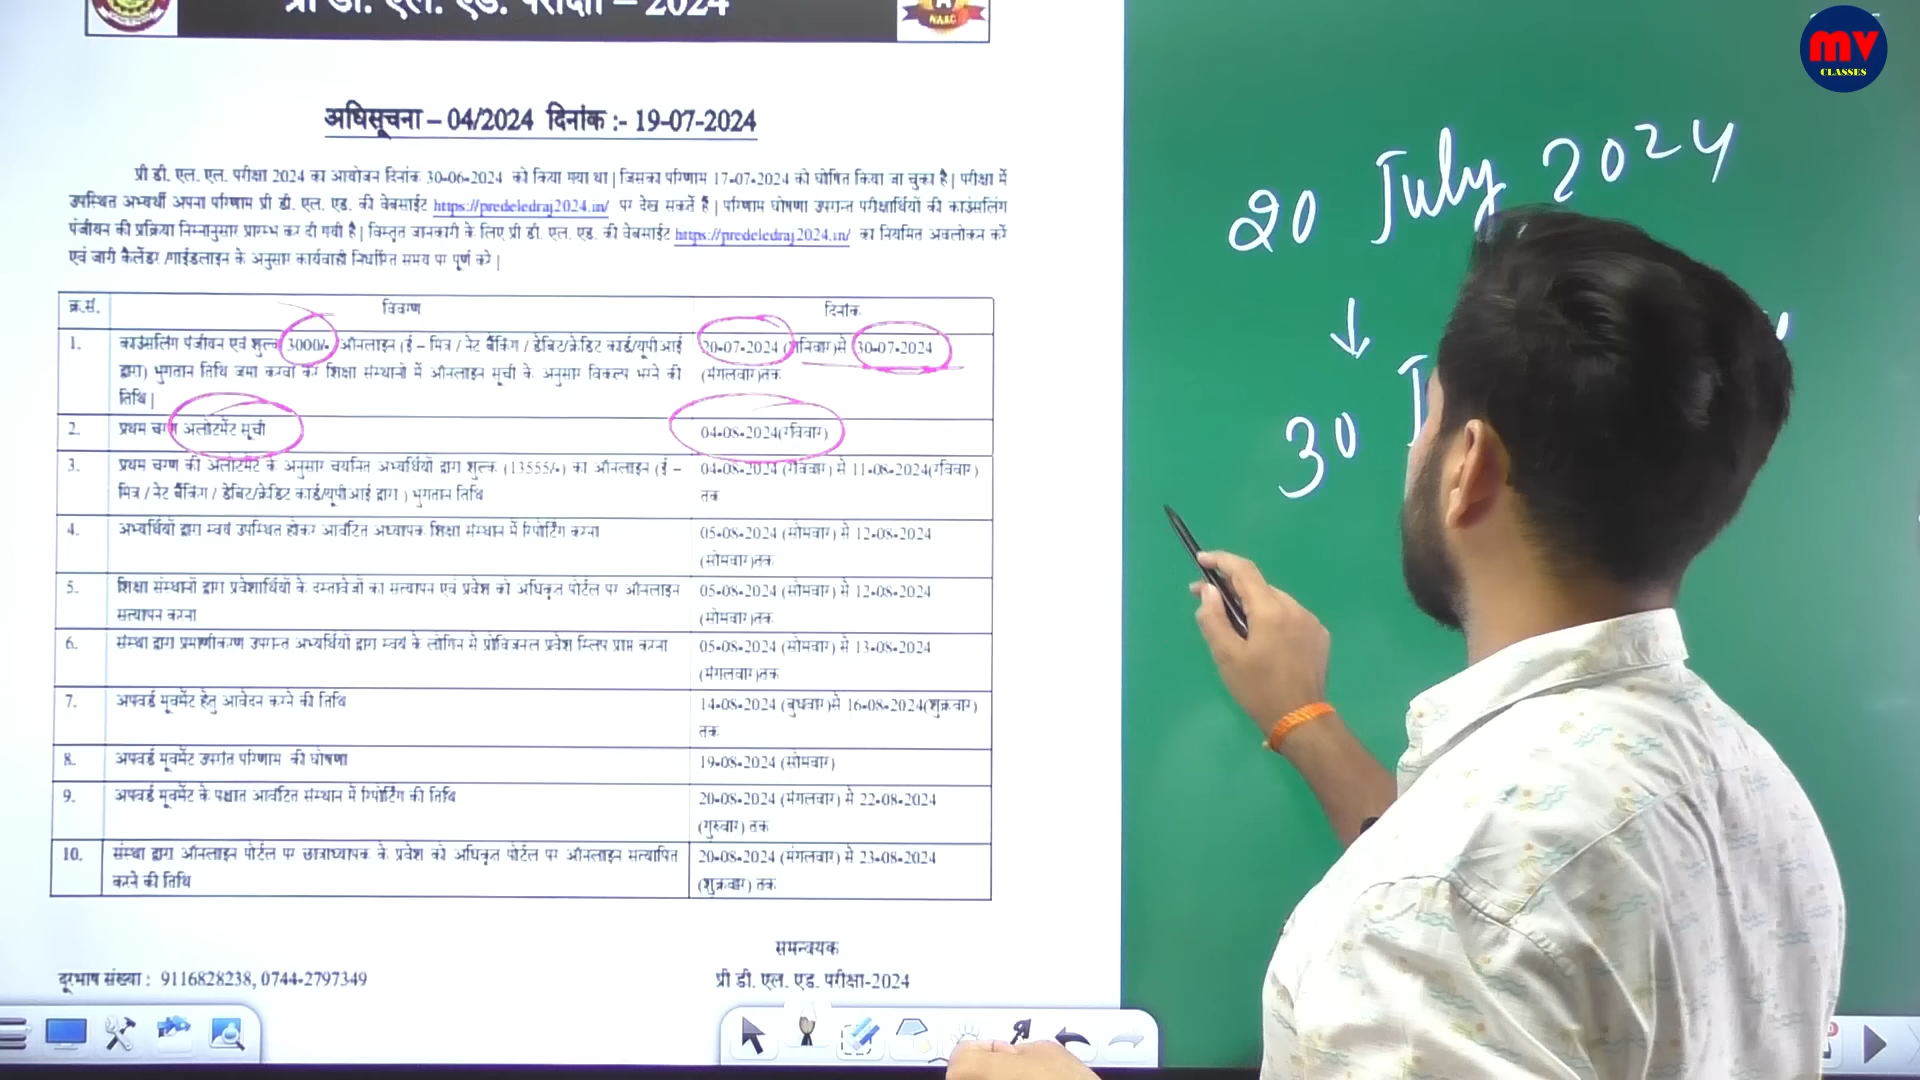 प्री डी. एल. एड. परीक्षा – 2024
NAAC
MV
CLASSES
अधिसूचना – 04/2024 दिनांक :- 19-07-2024
प्री डी. एल. एल. परीक्षा 2024 का आयोजन दिनांक 30-06-2024 को किया गया था | जिसका परिणाम 17-07-2024 को घोषित किया जा चुका है | परीक्षा में
उपस्थित अभ्यर्थी अपना परिणाम प्री डी. एल. एड. की वेबसाईट https://predeledraj2024.in/ पर देख सकतें है | परिणाम घोषणा उपरान्त परीक्षार्थियों की काउंसलिंग
पंजीयन की प्रक्रिया निम्नानुसार प्रारम्भ कर दी गयी है | विस्तृत जानकारी के लिए प्री डी. एल. एड. की वेबसाईट https://predeledraj2024.in/ का नियमित अवलोकन करें
एवं जारी कैलेंडर /गाईडलाइन के अनुसार कार्यवाही निर्धारित समय पर पूर्ण करे |
क्र.सं. विवरण दिनांक
1. काउंसलिंग पंजीयन एवं शुल्क 3000/- ऑनलाइन (ई – मित्र / नेट बैंकिंग / डेबिट/क्रेडिट कार्ड/यूपीआई 20-07-2024 (शनिवार)से 30-07-2024
द्वारा) भुगतान तिथि जमा करवा कर शिक्षा संस्थानों में ऑनलाइन सूची के अनुसार विकल्प भरने की (मंगलवार)तक
तिथि |
2. प्रथम चरण अलोटमेंट सूची 04-08-2024(रविवार)
3. प्रथम चरण की अलोटमेंट के अनुसार चयनित अभ्यर्थियों द्वारा शुल्क (13555/-) का ऑनलाइन (ई – 04-08-2024 (रविवार) से 11-08-2024(रविवार)
मित्र / नेट बैंकिंग / डेबिट/क्रेडिट कार्ड/यूपीआई द्वारा ) भुगतान तिथि तक
4. अभ्यर्थियों द्वारा स्वयं उपस्थित होकर आवंटित अध्यापक शिक्षा संस्थान में रिपोर्टिंग करना 05-08-2024 (सोमवार) से 12-08-2024
(सोमवार)तक
5. शिक्षा संस्थानों द्वारा प्रवेशार्थियों के दस्तावेजों का सत्यापन एवं प्रवेश को अधिकृत पोर्टल पर ऑनलाइन 05-08-2024 (सोमवार) से 12-08-2024
सत्यापन करना (सोमवार)तक
6. संस्था द्वारा प्रमाणीकरण उपरान्त अभ्यर्थियों द्वारा स्वयं के लोगिन से प्रोविजनल प्रवेश स्लिप प्राप्त करना 05-08-2024 (सोमवार) से 13-08-2024
(मंगलवार)तक
7. अपवर्ड मूवमेंट हेतु आवेदन करने की तिथि 14-08-2024 (बुधवार)से 16-08-2024(शुक्रवार)
तक
8. अपवर्ड मूवमेंट उपरांत परिणाम की घोषणा 19-08-2024 (सोमवार)
9. अपवर्ड मूवमेंट के पश्चात आवंटित संस्थान में रिपोर्टिंग की तिथि 20-08-2024 (मंगलवार) से 22-08-2024
(गुरुवार) तक
10. संस्था द्वारा ऑनलाइन पोर्टल पर छात्राध्यापक के प्रवेश को अधिकृत पोर्टल पर ऑनलाइन सत्यापित 20-08-2024 (मंगलवार) से 23-08-2024
करने की तिथि (शुक्रवार) तक
समन्वयक
दूरभाष संख्या : 9116828238, 0744-2797349 प्री डी. एल. एड. परीक्षा-2024
20 July 2024
30